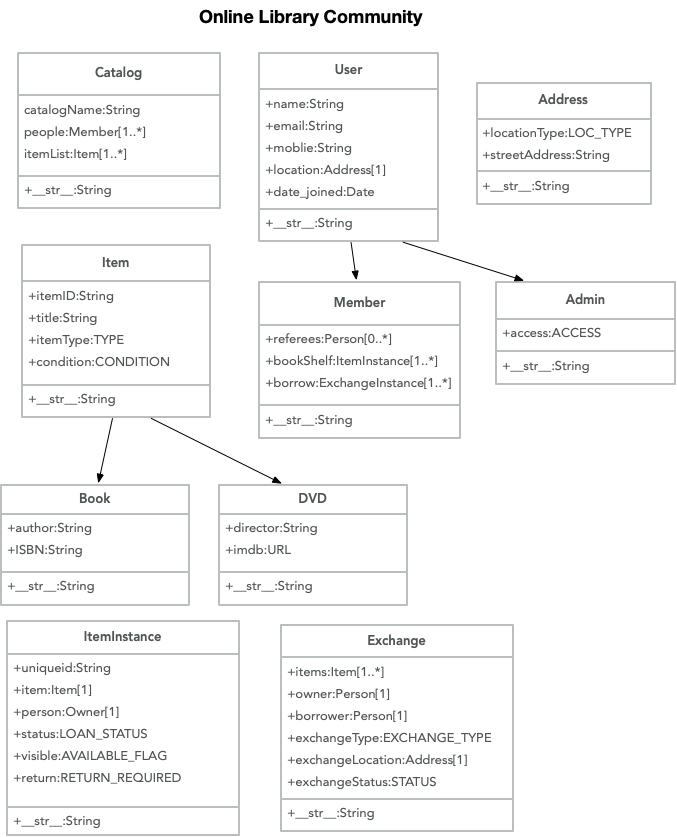 Online Library Community
Catalog
catalogName:String
people:Member[1..*]
itemList:Item[1..*]
+__str__:String
User
+name:String
+email:String
+moblie:String
+location:Address[1]
+date_joined:Date
+__str__:String
Address
+locationType:LOC_TYPE
+streetAddress:String
+__str__:String
Item
+itemID:String
+title:String
+itemType:TYPE
+condition:CONDITION
+__str__:String
Member
+referees:Person[0..*]
+bookShelf:ItemInstance[1..*]
+borrow:ExchangeInstance[1..*]
+__str__:String
Admin
+access:ACCESS
+__str__:String
Book
+author:String
+ISBN:String
+__str__:String
DVD
+director:String
+imdb:URL
+__str__:String
ItemInstance
+uniqueid:String
+item:Item[1]
+person:Owner[1]
+status:LOAN_STATUS
+visible:AVAILABLE_FLAG
+return:RETURN_REQUIRED
+__str__:String
Exchange
+items:Item[1..*]
+owner:Person[1]
+borrower:Person[1]
+exchangeType:EXCHANGE_TYPE
+exchangeLocation:Address[1]
+exchangeStatus:STATUS
+__str__:String